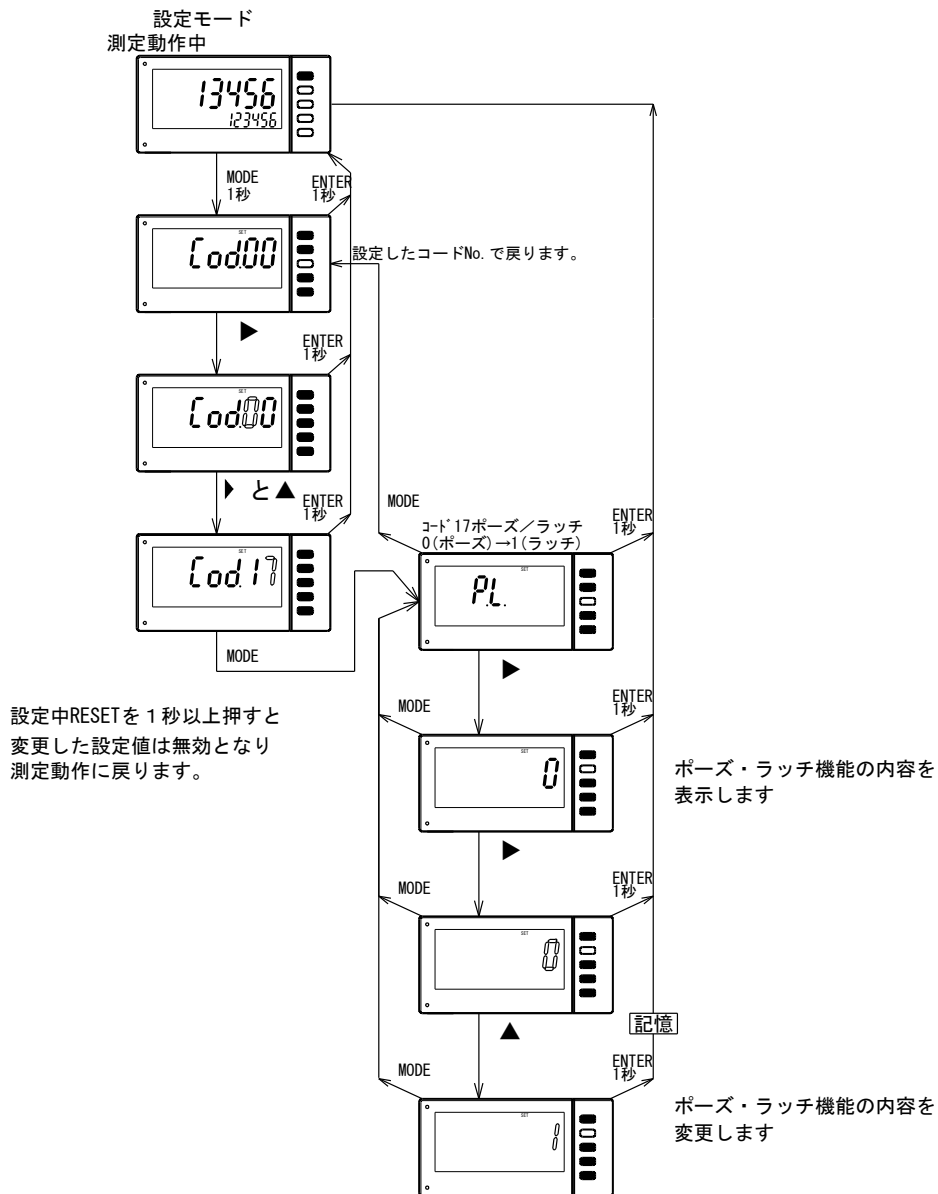 設定モード
測定動作中
13456
123456
MODE
1秒
ENTER
1秒
SET
Cod.00
設定したコードNo.で戻ります。
▶
ENTER
1秒
SET
Cod.00
▶ と▲
ENTER
1秒
SET
Cod.17
MODE
MODE
コード17ポーズ／ラッチ
0(ポーズ)→1(ラッチ)
ENTER
1秒
SET
P.L.
▶
設定中RESETを１秒以上押すと
変更した設定値は無効となり
測定動作に戻ります。
MODE
ENTER
1秒
SET
0
ポーズ・ラッチ機能の内容を
表示します
▶
MODE
ENTER
1秒
SET
0
▲
記憶
MODE
ENTER
1秒
SET
1
ポーズ・ラッチ機能の内容を
変更します